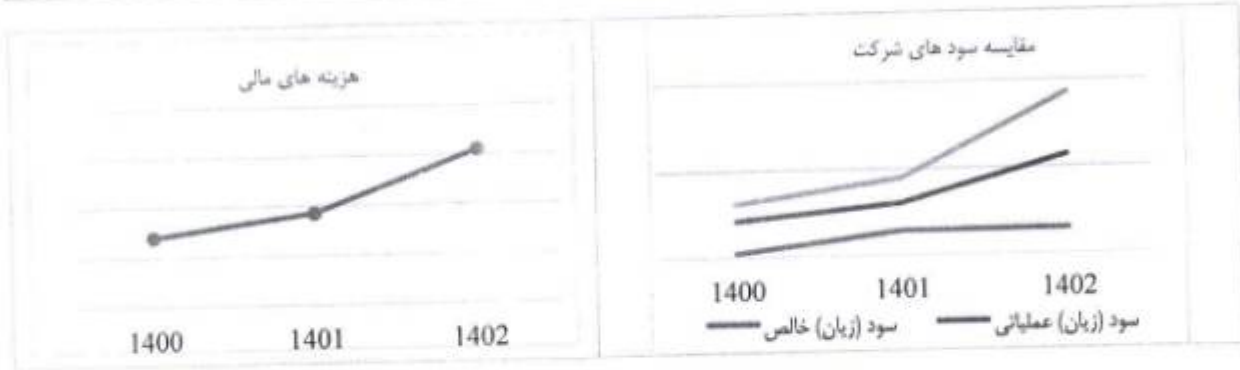 مقایسه سود های شرکت
1400 1401 1402
سود (زیان) عملیاتی سود (زیان) خالص
هزینه های مالی
1400 1401 1402